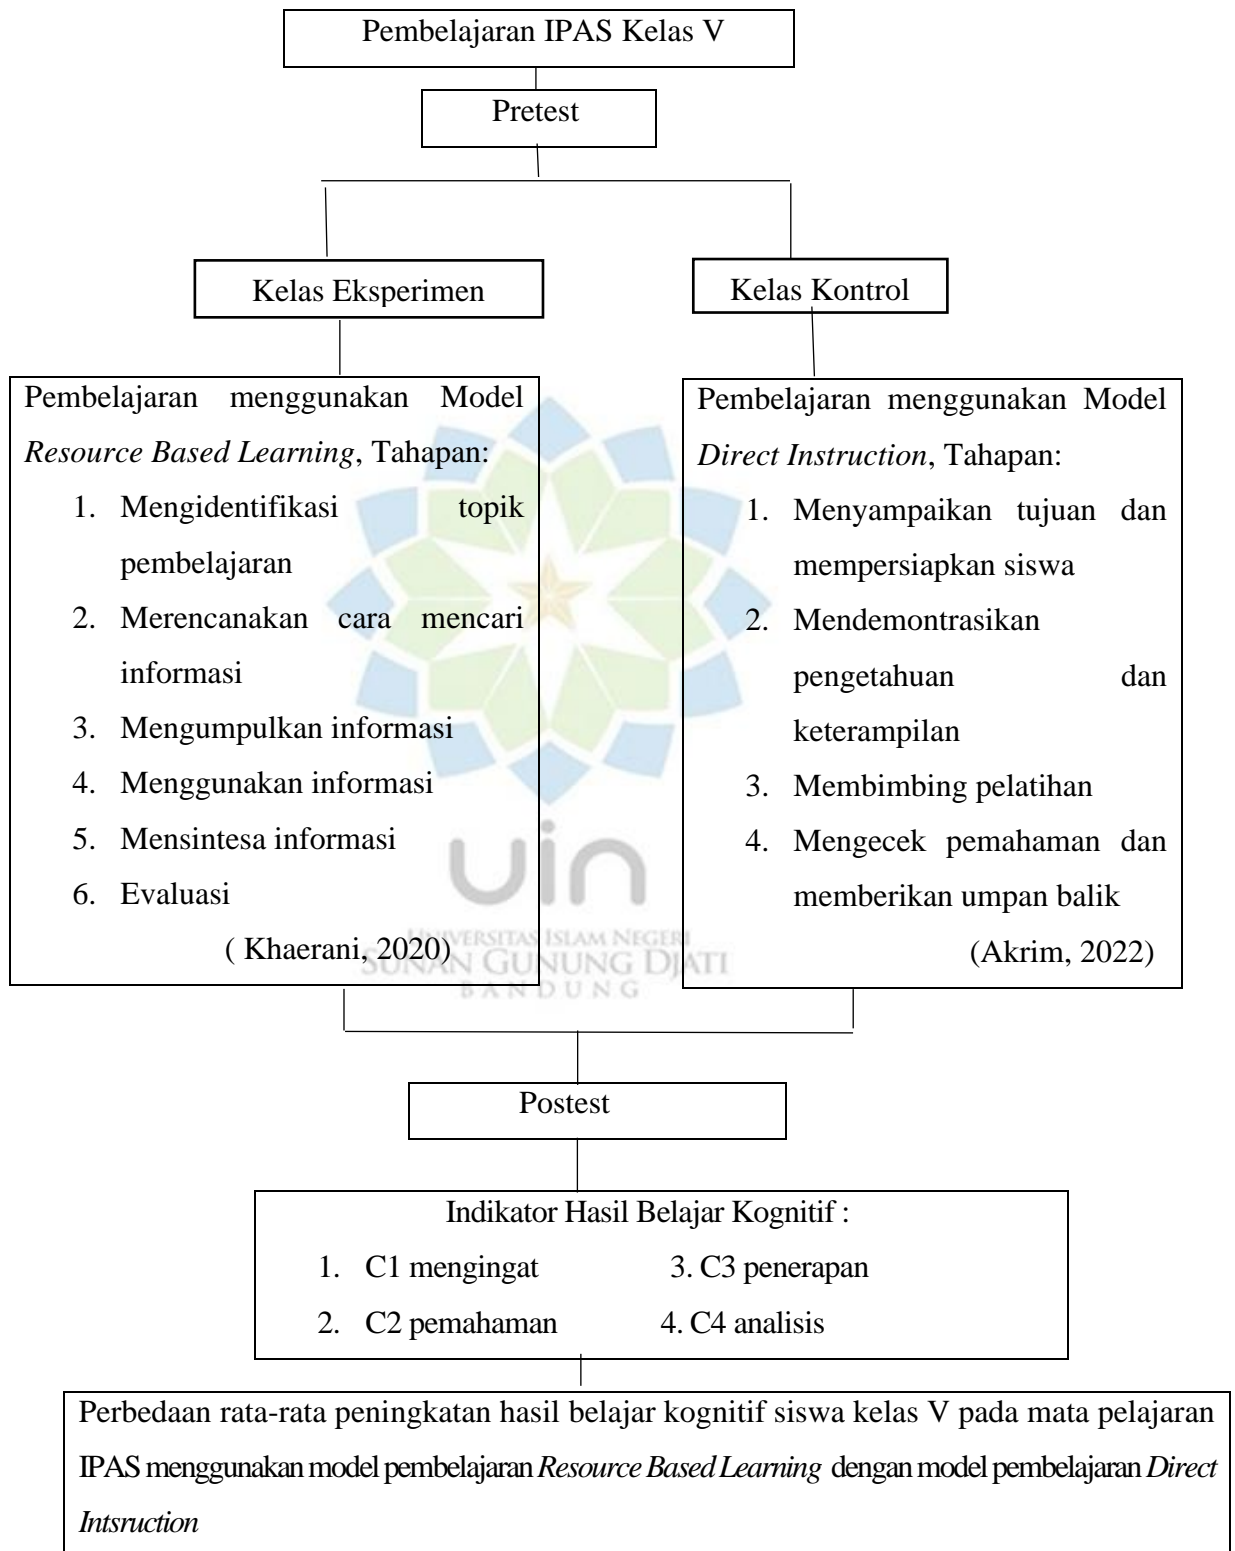 Pembelajaran IPAS Kelas V
Pretest
Kelas Eksperimen
Kelas Kontrol
Pembelajaran menggunakan Model
Resource Based Learning, Tahapan:
1. Mengidentifikasi topik
pembelajaran
2. Merencanakan cara mencari
informasi
3. Mengumpulkan informasi
4. Menggunakan informasi
5. Mensintesa informasi
6. Evaluasi
( Khaerani, 2020)
Pembelajaran menggunakan Model
Direct Instruction, Tahapan:
1. Menyampaikan tujuan dan
mempersiapkan siswa
2. Mendemontrasikan
pengetahuan dan
keterampilan
3. Membimbing pelatihan
4. Mengecek pemahaman dan
memberikan umpan balik
(Akrim, 2022)
uin
UNIVERSITAS ISLAM NEGERI
SUNAN GUNUNG DJATI
BANDUNG
Postest
Indikator Hasil Belajar Kognitif :
1. C1 mengingat 3. C3 penerapan
2. C2 pemahaman 4. C4 analisis
Perbedaan rata-rata peningkatan hasil belajar kognitif siswa kelas V pada mata pelajaran
IPAS menggunakan model pembelajaran Resource Based Learning dengan model pembelajaran Direct
Intsruction